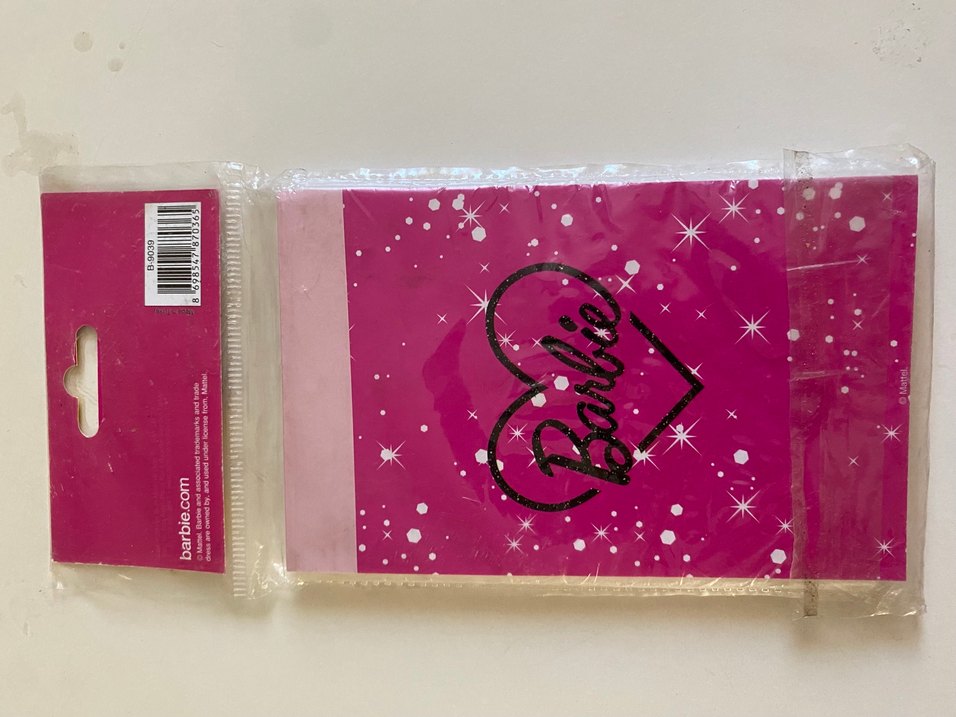 B-9039
8 698547 870365
barbie.com
© Mattel. Barbie and associated trademarks and trade
dress are owned by, and used under license from, Mattel.
Barbie
© Mattel.